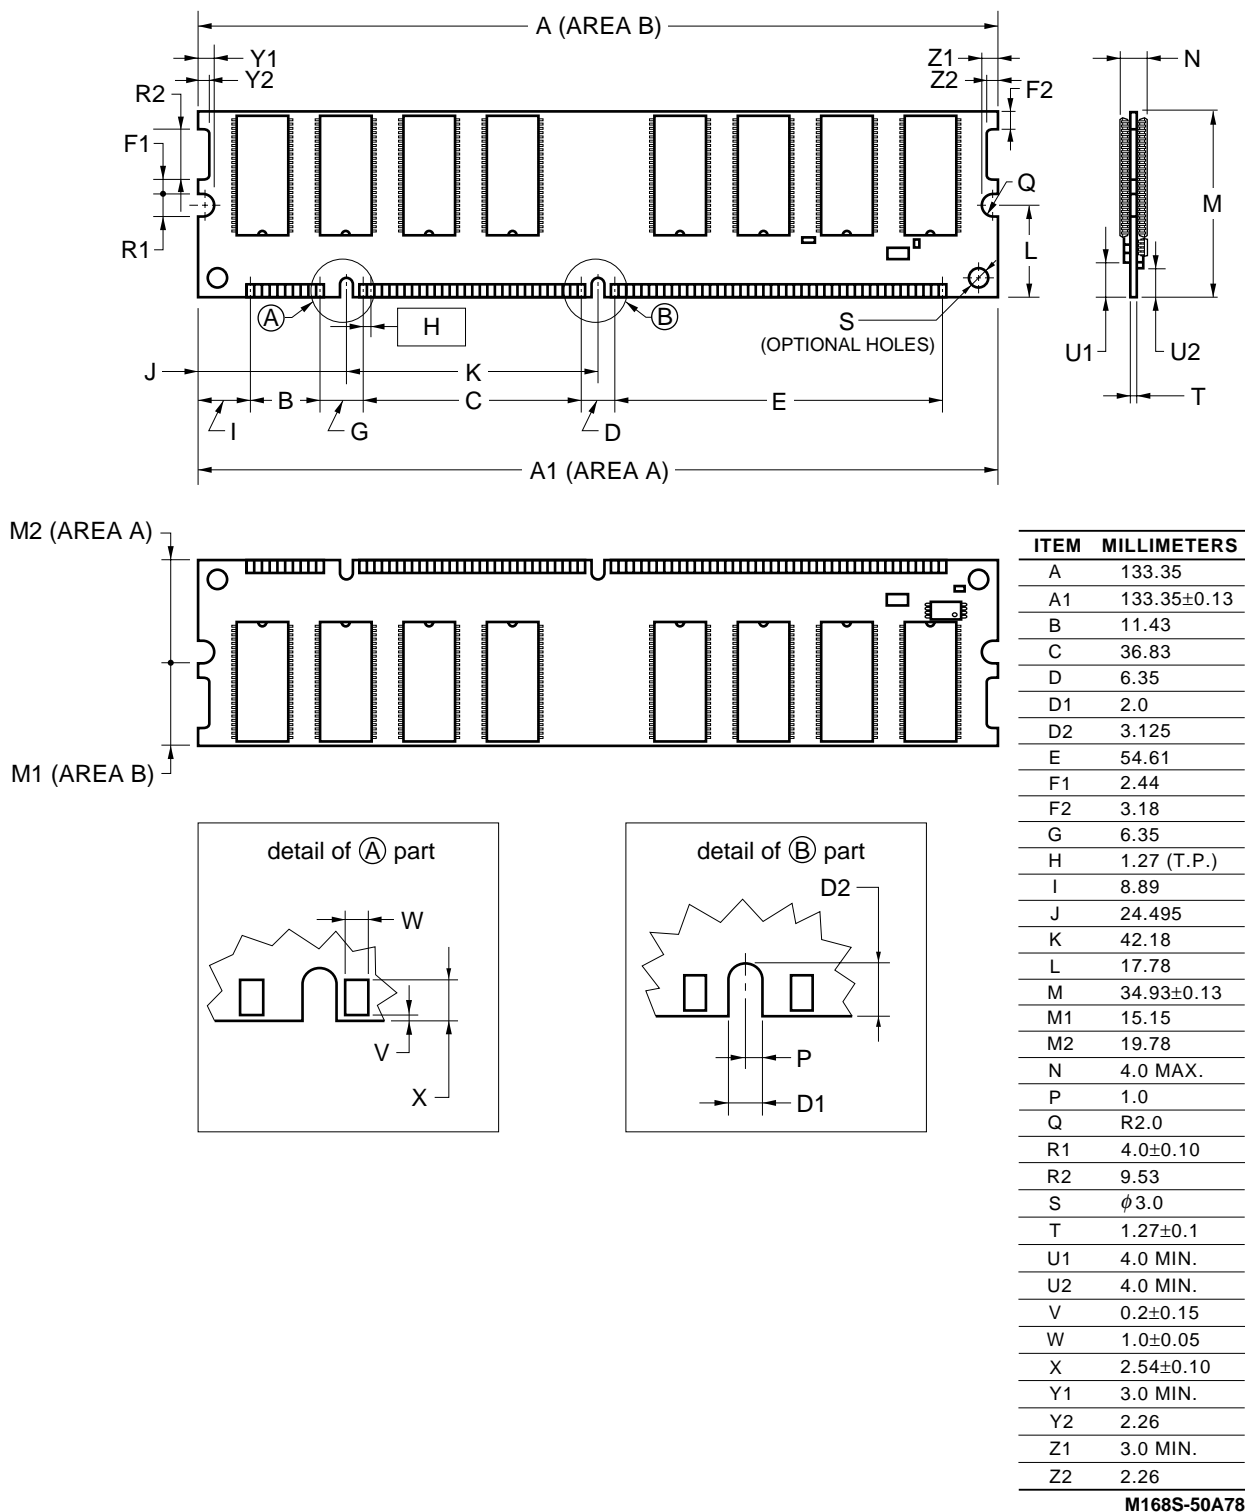 A (AREA B)
Y1
Z1
N
Y2
Z2
R2
F2
F1
Q
M
R1
L
A
B
H
S
(OPTIONAL HOLES)
U1
U2
J
K
T
B
C
E
I
G
D
A1 (AREA A)
M2 (AREA A)
M1 (AREA B)
detail of A part
W
V
X
detail of B part
D2
P
D1
ITEM MILLIMETERS
A 133.35
A1 133.35±0.13
B 11.43
C 36.83
D 6.35
D1 2.0
D2 3.125
E 54.61
F1 2.44
F2 3.18
G 6.35
H 1.27 (T.P.)
I 8.89
J 24.495
K 42.18
L 17.78
M 34.93±0.13
M1 15.15
M2 19.78
N 4.0 MAX.
P 1.0
Q R2.0
R1 4.0±0.10
R2 9.53
S ϕ3.0
T 1.27±0.1
U1 4.0 MIN.
U2 4.0 MIN.
V 0.2±0.15
W 1.0±0.05
X 2.54±0.10
Y1 3.0 MIN.
Y2 2.26
Z1 3.0 MIN.
Z2 2.26
M168S-50A78